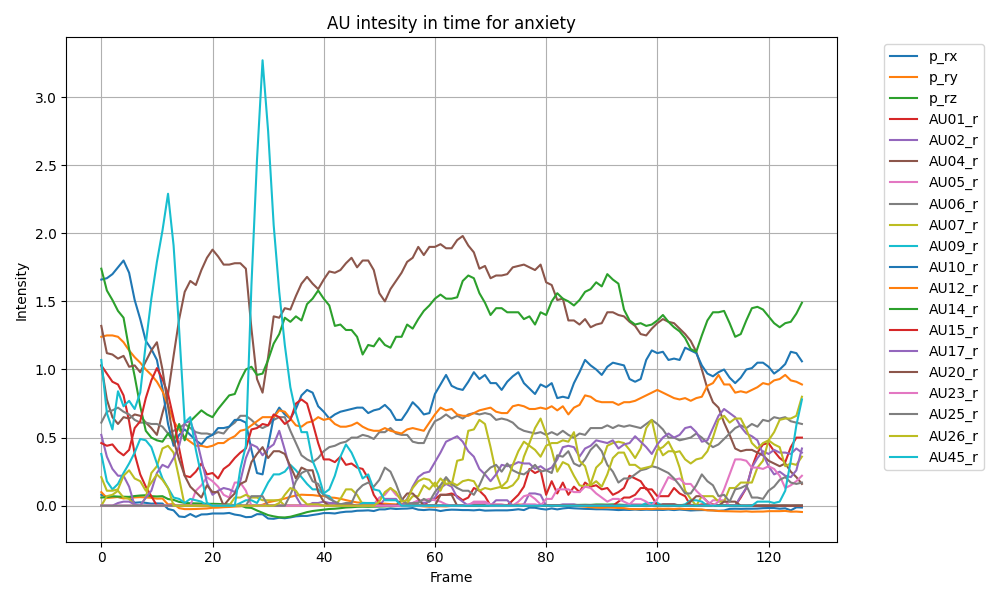 AU intesity in time for anxiety
Intensity
3.0
2.5
2.0
1.5
1.0
0.5
0.0
0
20
40
60
80
100
120
Frame
p_rx
p_ry
p_rz
AU01_r
AU02_r
AU04_r
AU05_r
AU06_r
AU07_r
AU09_r
AU10_r
AU12_r
AU14_r
AU15_r
AU17_r
AU20_r
AU23_r
AU25_r
AU26_r
AU45_r